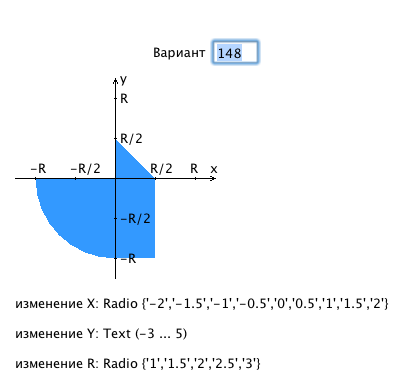 Вариант 148
y
R
R/2
-R -R/2 R/2 R x
-R/2
-R
изменение X: Radio {'-2','-1.5','-1','-0.5','0','0.5','1','1.5','2'}
изменение Y: Text (-3 ... 5)
изменение R: Radio {'1','1.5','2','2.5','3'}